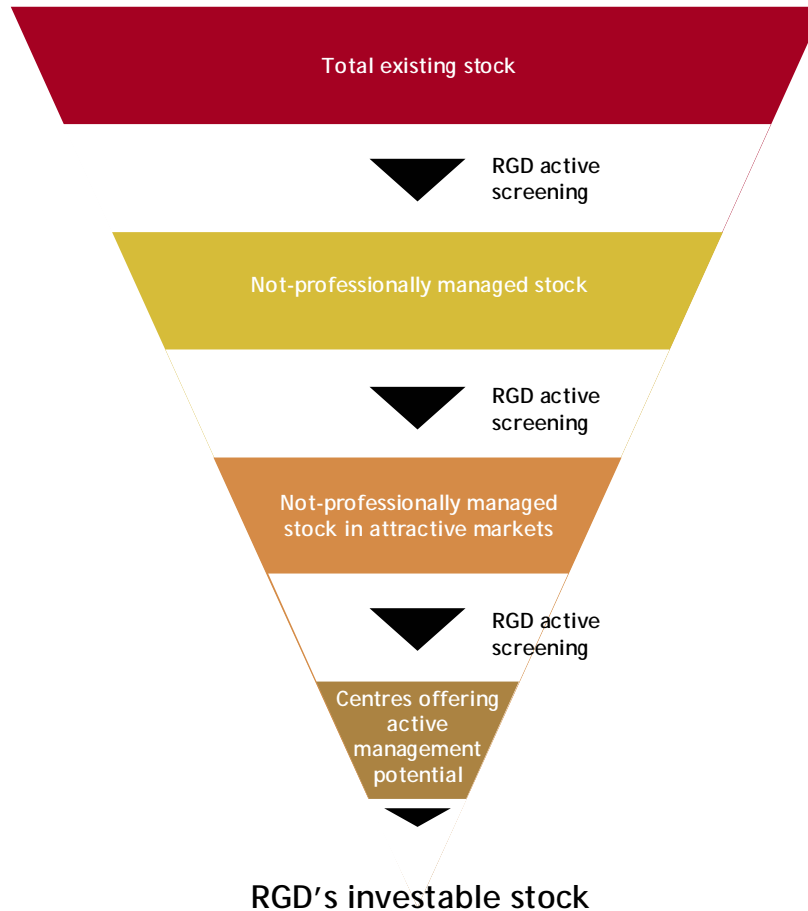 Total existing stock
RGD active
screening
Not-professionally managed stock
RGD active
screening
Not-professionally managed
stock in attractive markets
RGD active
screening
Centres offering
active
management
potential
RGD’s investable stock